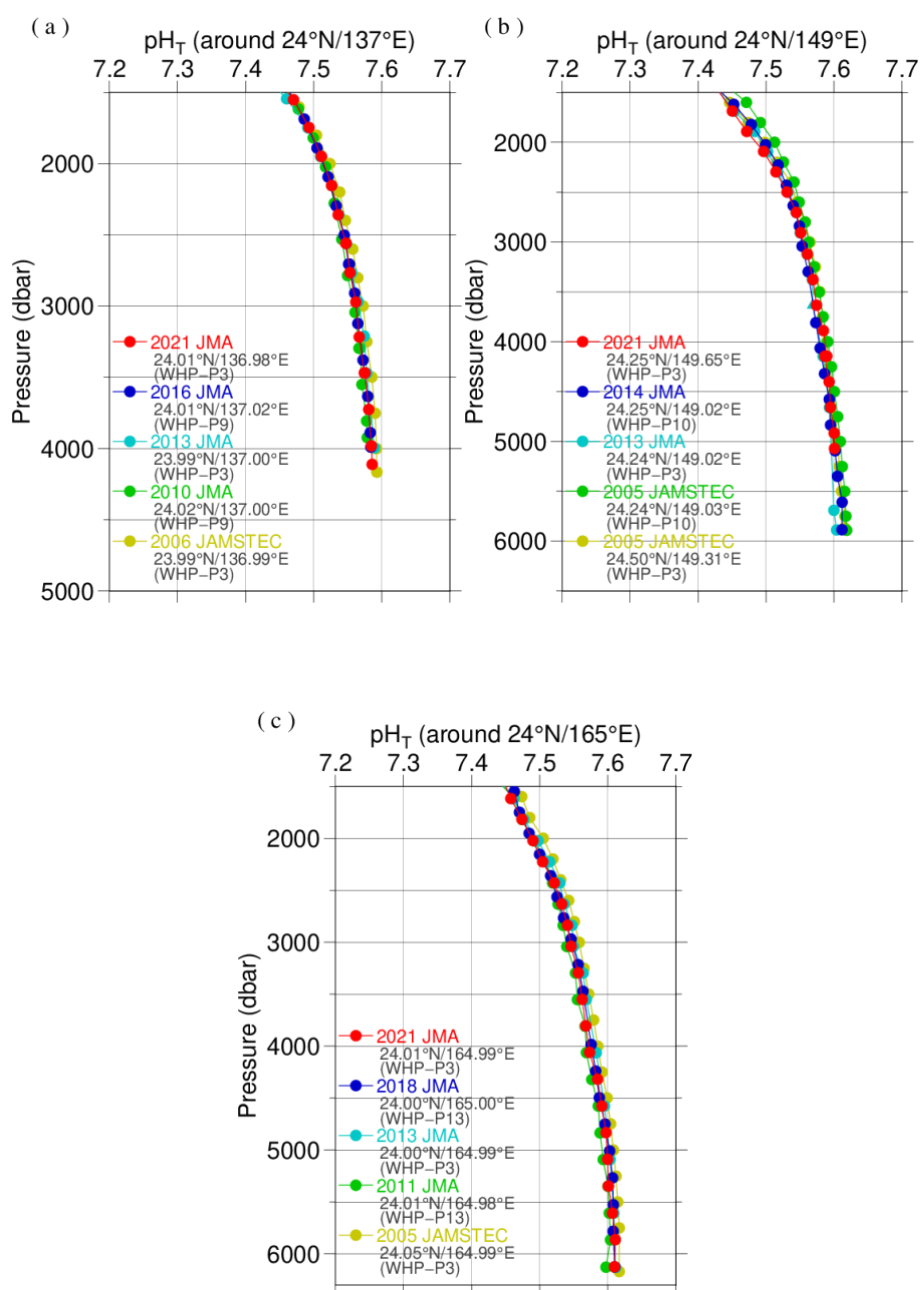 ( a )
pH_T (around 24°N/137°E)
7.2 7.3 7.4 7.5 7.6 7.7
2000
3000
4000
5000
Pressure (dbar)
2021 JMA
24.01°N/136.98°E
(WHP−P3)
2016 JMA
24.01°N/137.02°E
(WHP−P9)
2013 JMA
23.99°N/137.00°E
(WHP−P3)
2010 JMA
24.02°N/137.00°E
(WHP−P9)
2006 JAMSTEC
23.99°N/136.99°E
(WHP−P3)
( b )
pH_T (around 24°N/149°E)
7.2 7.3 7.4 7.5 7.6 7.7
2000
3000
4000
5000
6000
Pressure (dbar)
2021 JMA
24.25°N/149.65°E
(WHP−P3)
2014 JMA
24.25°N/149.02°E
(WHP−P10)
2013 JMA
24.24°N/149.02°E
(WHP−P3)
2005 JAMSTEC
24.24°N/149.03°E
(WHP−P10)
2005 JAMSTEC
24.50°N/149.31°E
(WHP−P3)
( c )
pH_T (around 24°N/165°E)
7.2 7.3 7.4 7.5 7.6 7.7
2000
3000
4000
5000
6000
Pressure (dbar)
2021 JMA
24.01°N/164.99°E
(WHP−P3)
2018 JMA
24.00°N/165.00°E
(WHP−P13)
2013 JMA
24.00°N/164.99°E
(WHP−P3)
2011 JMA
24.01°N/164.98°E
(WHP−P13)
2005 JAMSTEC
24.05°N/164.99°E
(WHP−P3)